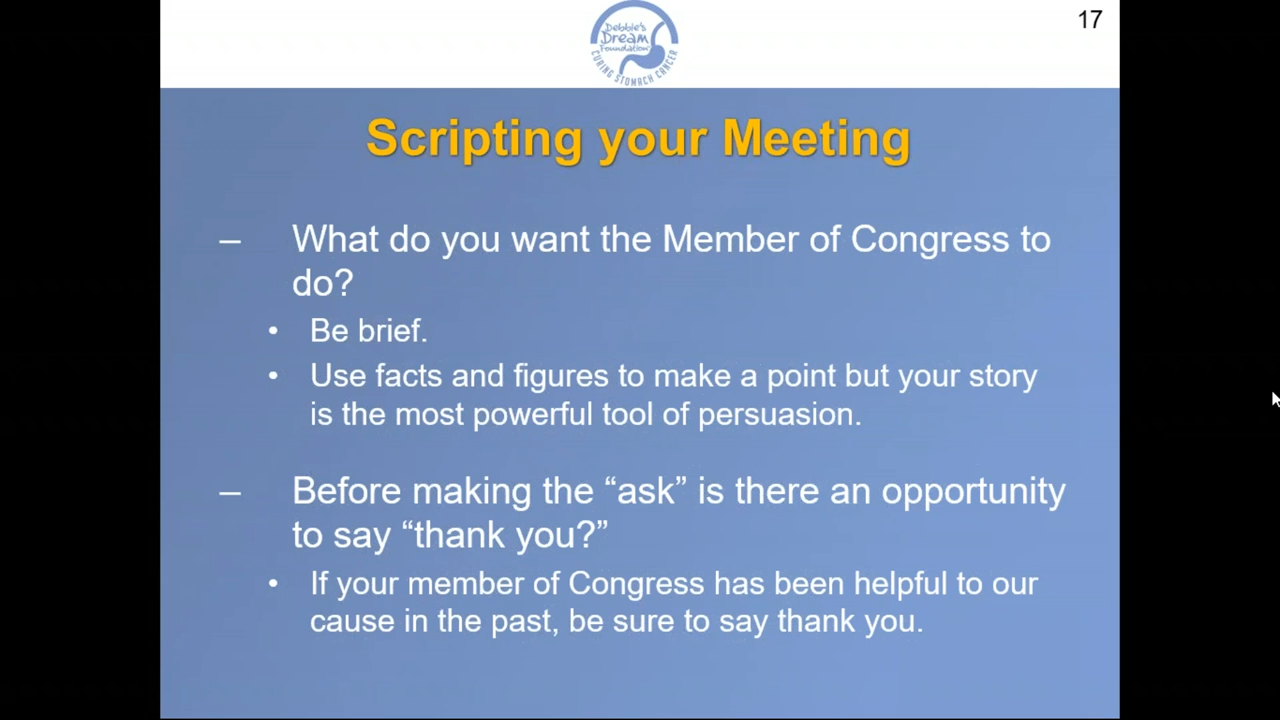 17
Debbie's
Dream
Foundation
CURING STOMACH CANCER
Scripting your Meeting
– What do you want the Member of Congress to
do?
• Be brief.
• Use facts and figures to make a point but your story
is the most powerful tool of persuasion.
– Before making the “ask” is there an opportunity
to say “thank you?”
• If your member of Congress has been helpful to our
cause in the past, be sure to say thank you.